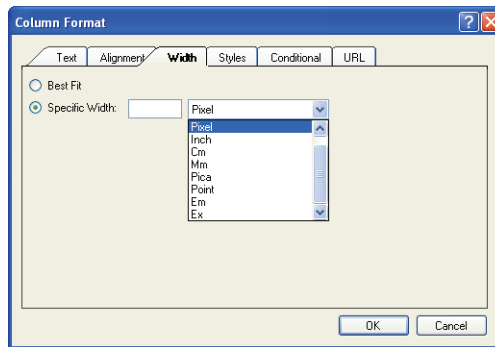 Column Format
Text Alignment Width Styles Conditional URL
Best Fit
Specific Width: Pixel
Pixel
Inch
Cm
Mm
Pica
Point
Em
Ex
OK Cancel